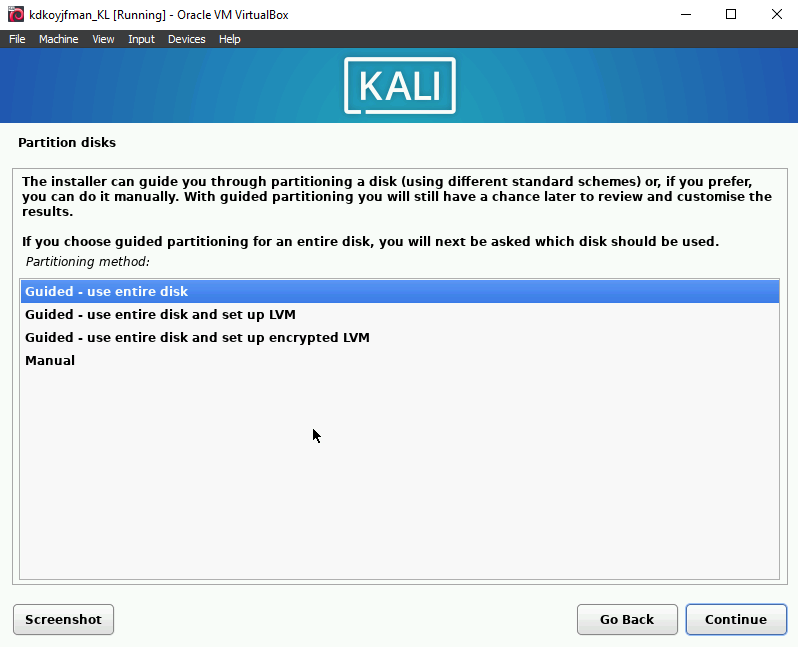 kdkoyjfman_KL [Running] - Oracle VM VirtualBox
File Machine View Input Devices Help
KALI
Partition disks
The installer can guide you through partitioning a disk (using different standard schemes) or, if you prefer,
you can do it manually. With guided partitioning you will still have a chance later to review and customise the
results.
If you choose guided partitioning for an entire disk, you will next be asked which disk should be used.
Partitioning method:
Guided - use entire disk
Guided - use entire disk and set up LVM
Guided - use entire disk and set up encrypted LVM
Manual
Screenshot Go Back Continue